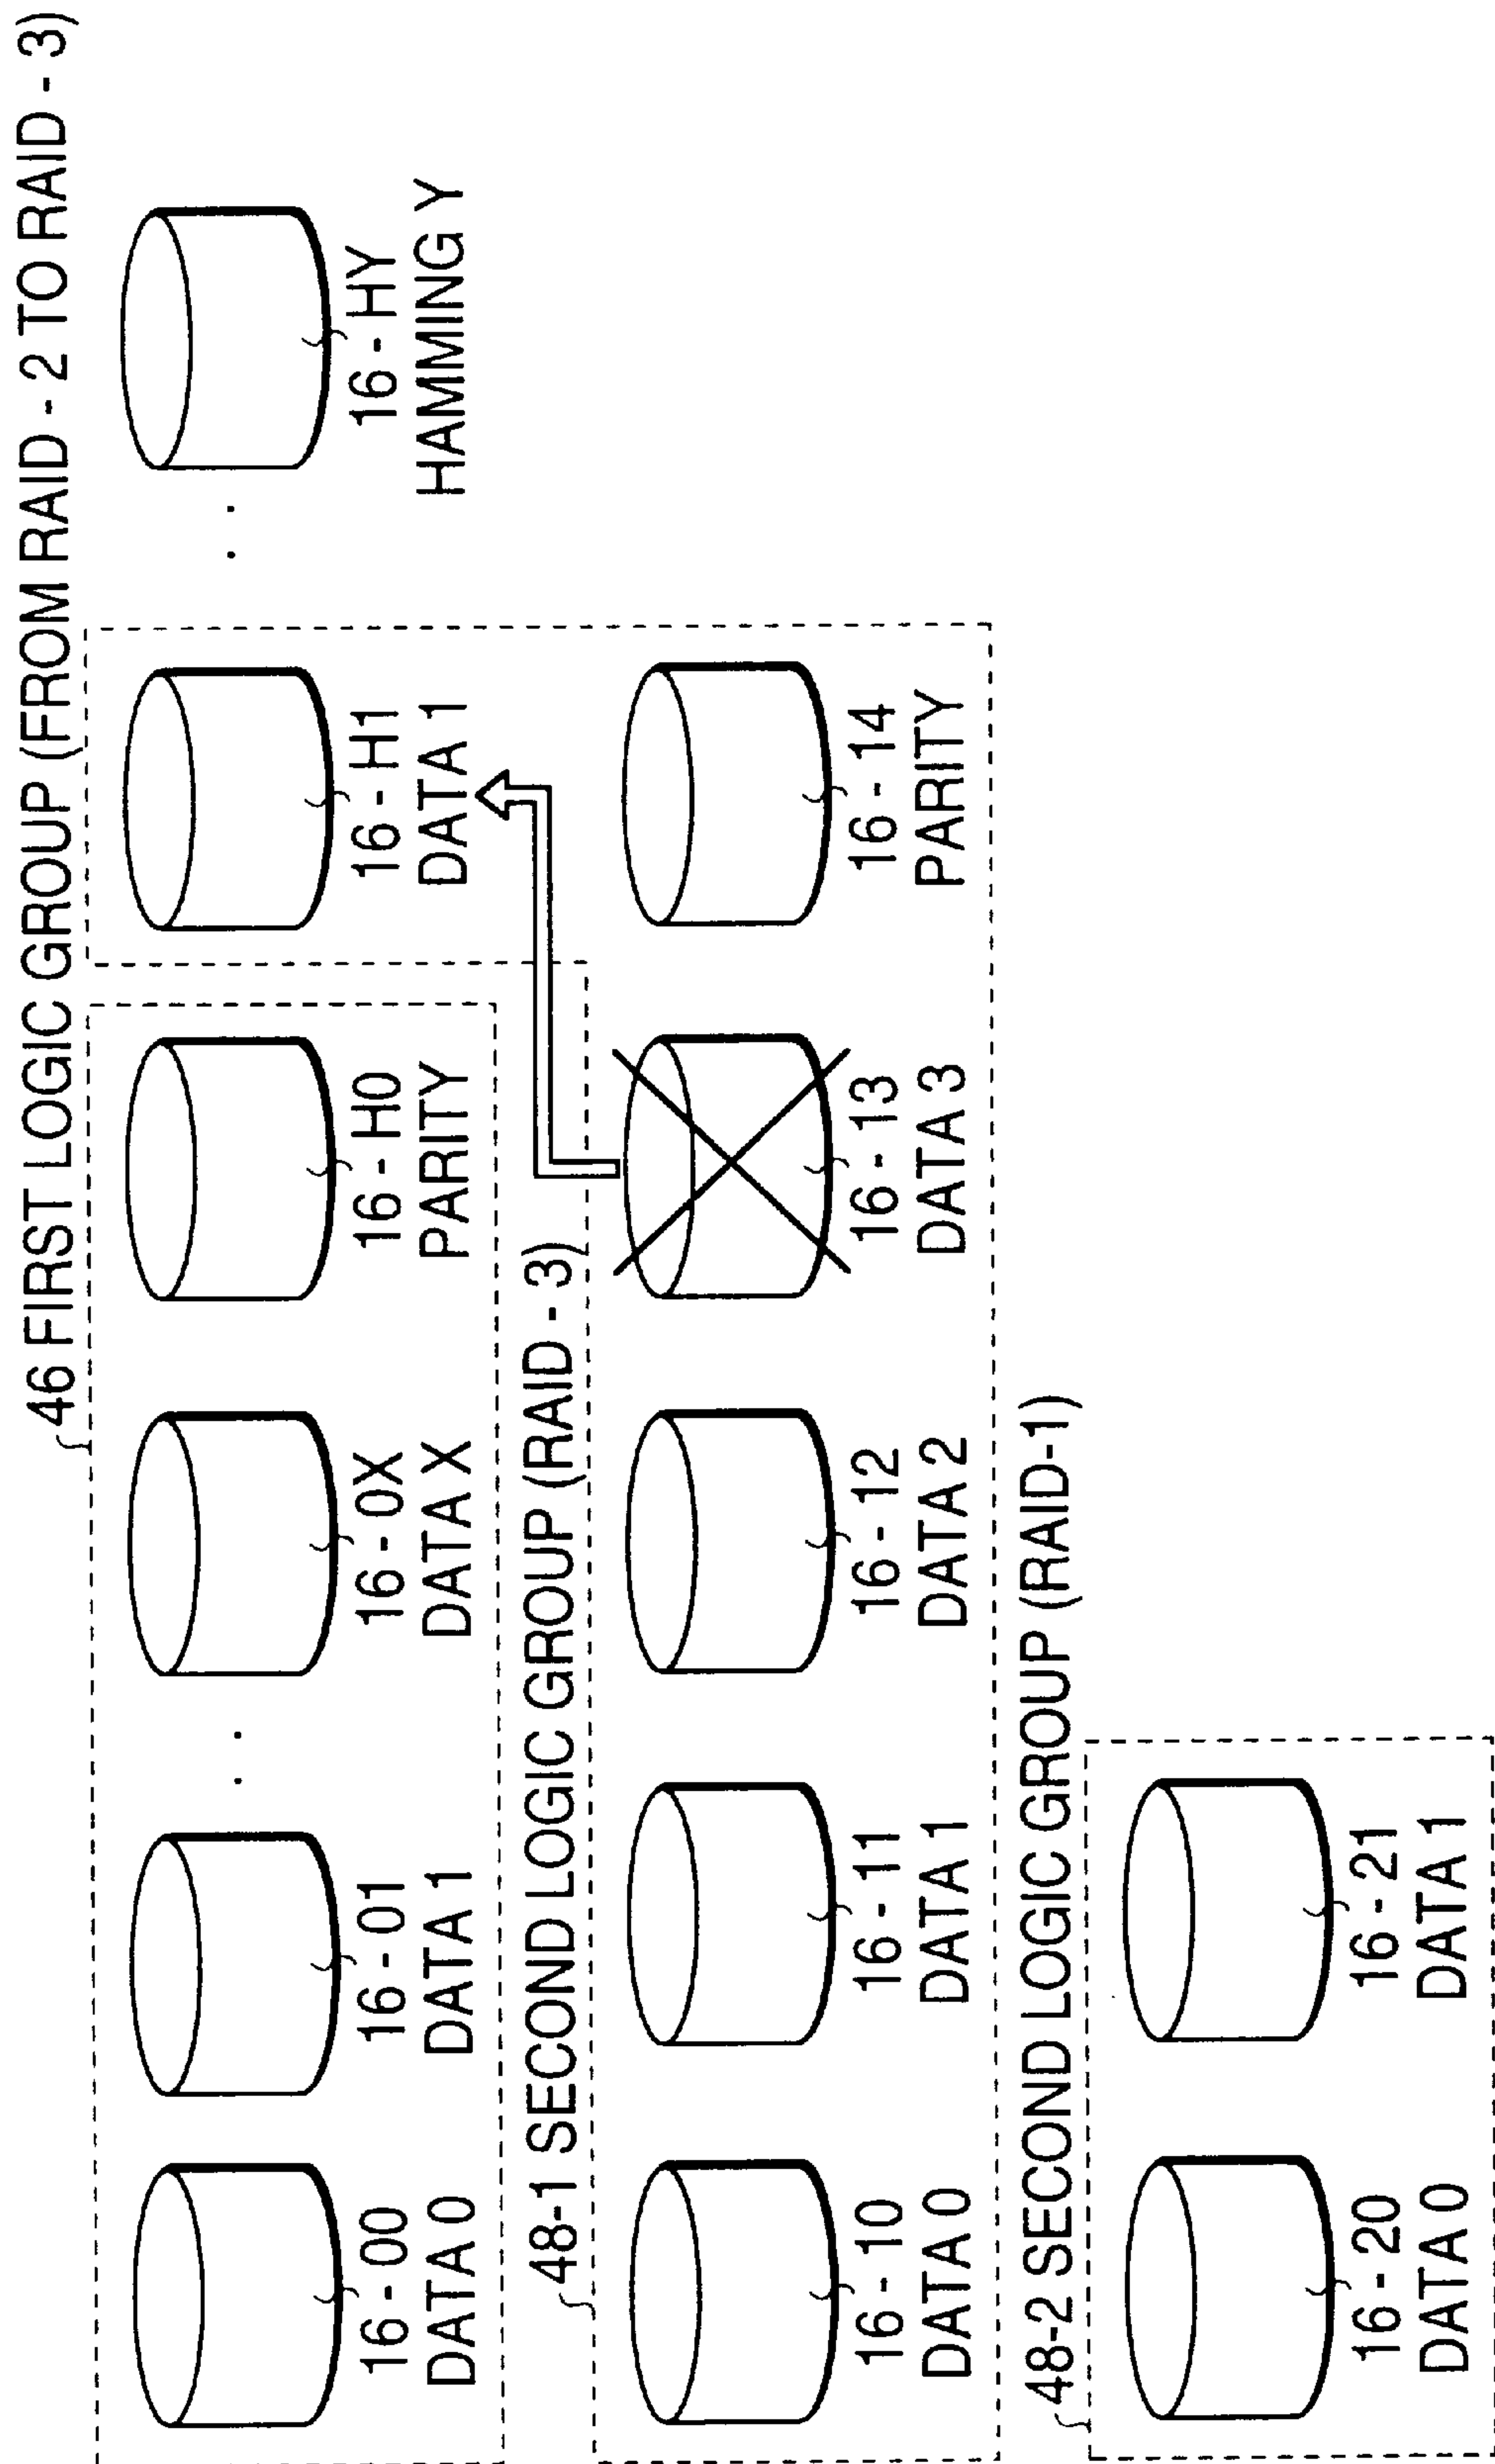 46 FIRST LOGIC GROUP (FROM RAID - 2 TO RAID - 3)
16 - 00
DATA 0
16 - 01
DATA 1
16 - 0X
DATA X
16 - H0
PARITY
16 - H1
DATA 1
16 - HY
HAMMING Y
48-1 SECOND LOGIC GROUP (RAID - 3)
16 - 10
DATA 0
16 - 11
DATA 1
16 - 12
DATA 2
16 - 13
DATA 3
16 - 14
PARITY
48-2 SECOND LOGIC GROUP (RAID-1)
16 - 20
DATA 0
16 - 21
DATA 1